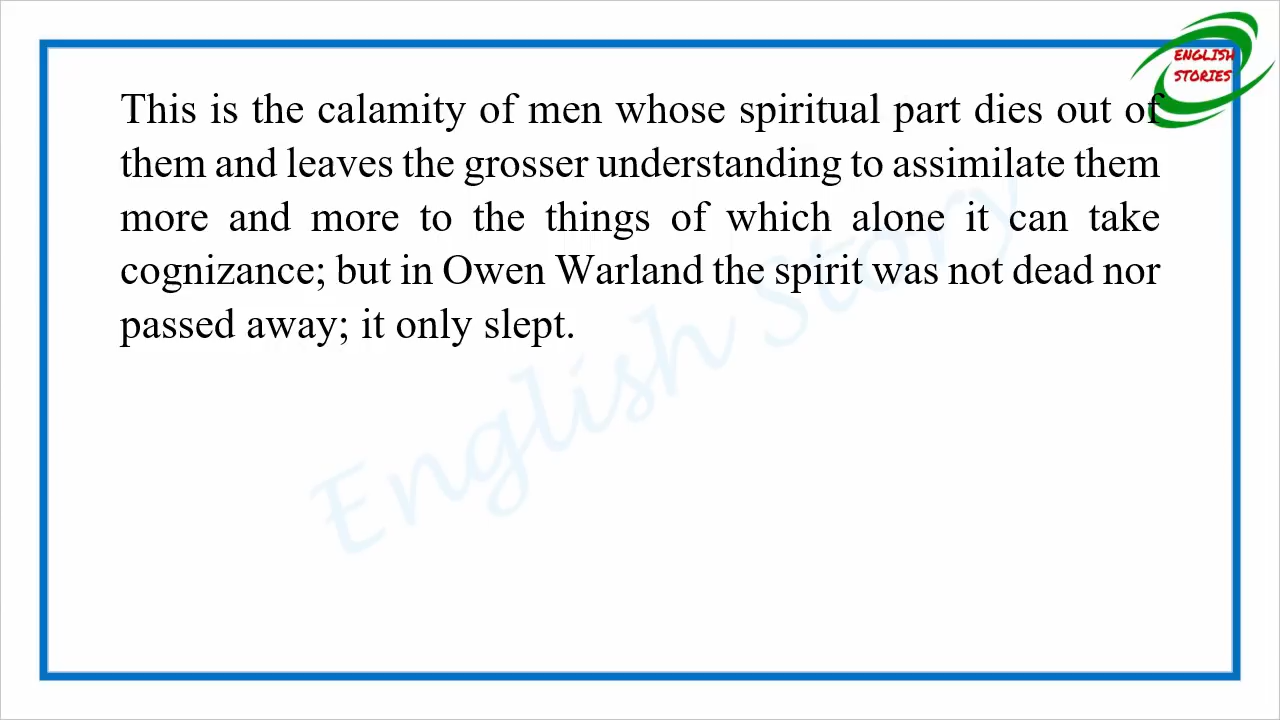 ENGLISH
STORIES
This is the calamity of men whose spiritual part dies out of
them and leaves the grosser understanding to assimilate them
more and more to the things of which alone it can take
cognizance; but in Owen Warland the spirit was not dead nor
passed away; it only slept.
English Story